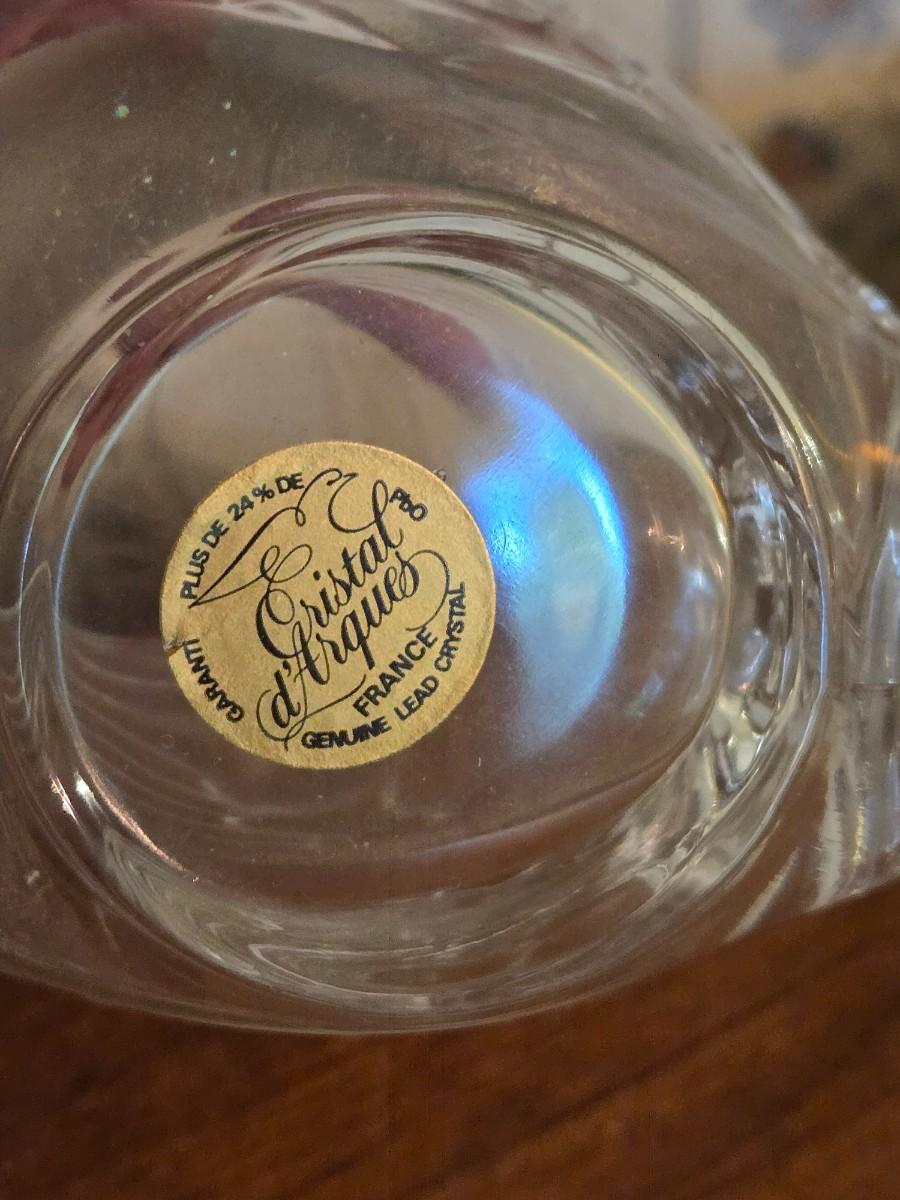 GARANTI PLUS DE 24 % DE PbO
Cristal
d'Arques
FRANCE
GENUINE LEAD CRYSTAL